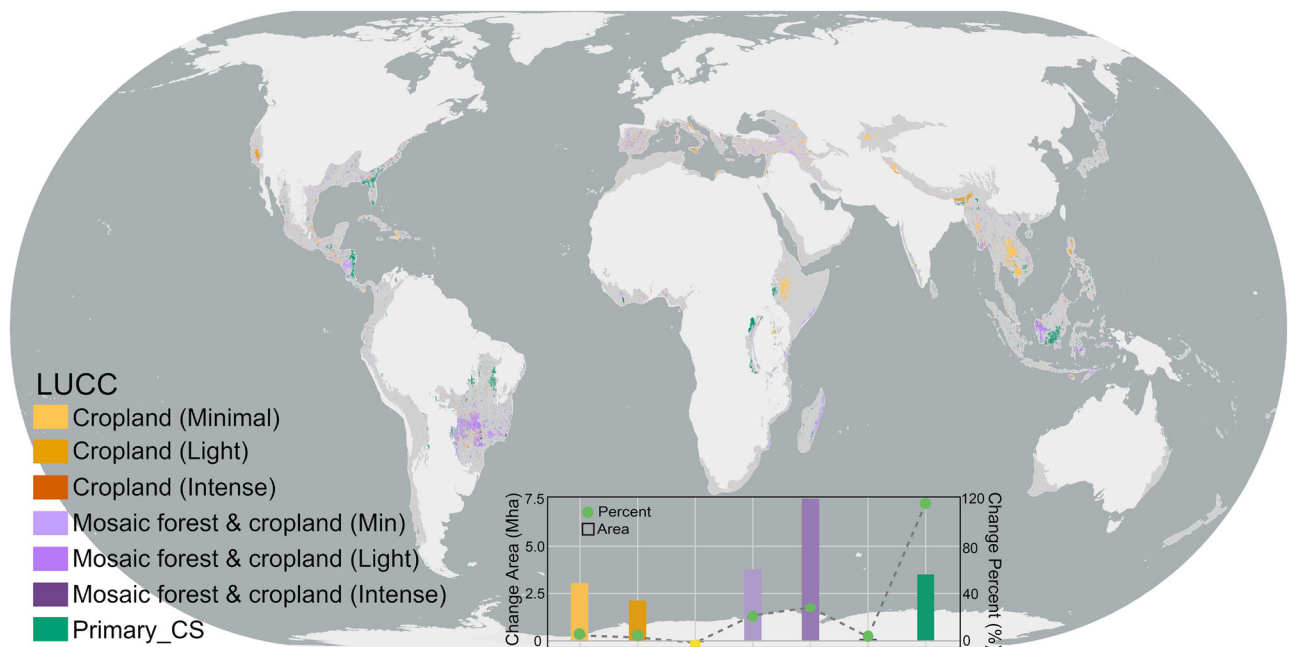 LUCC
Cropland (Minimal)
Cropland (Light)
Cropland (Intense)
Mosaic forest & cropland (Min)
Mosaic forest & cropland (Light)
Mosaic forest & cropland (Intense)
Primary_CS
Change Area (Mha)
7.5
5.0
2.5
0
Percent
Area
120
80
40
0
Change Percent (%)